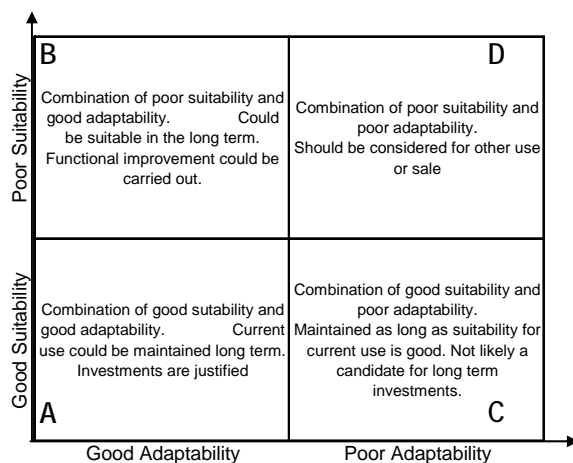 B
D
Combination of poor suitability and
good adaptability. Could
be suitable in the long term.
Functional improvement could be
carried out.
Combination of poor suitability and
poor adaptability.
Should be considered for other use
or sale
Poor Suitability
Combination of good sutability and
good adaptability. Current
use could be maintained long term.
Investments are justified
Combination of good suitability and
poor adaptability.
Maintained as long as suitability for
current use is good. Not likely a
candidate for long term
investments.
Good Suitability
A
C
Good Adaptability
Poor Adaptability